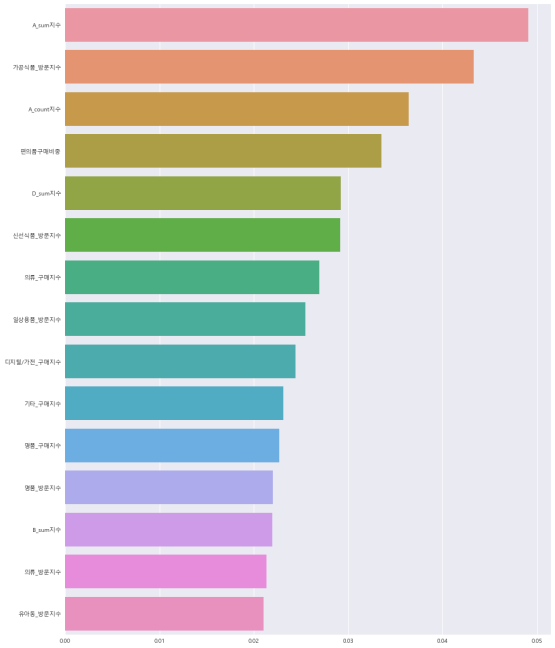 A_sum지수
가공식품_방문지수
A_count지수
편의품구매비중
D_sum지수
신선식품_방문지수
의류_구매지수
일상용품_방문지수
디지털/가전_구매지수
기타_구매지수
명품_구매지수
명품_방문지수
B_sum지수
의류_방문지수
유아동_방문지수
0.00 0.01 0.02 0.03 0.04 0.05